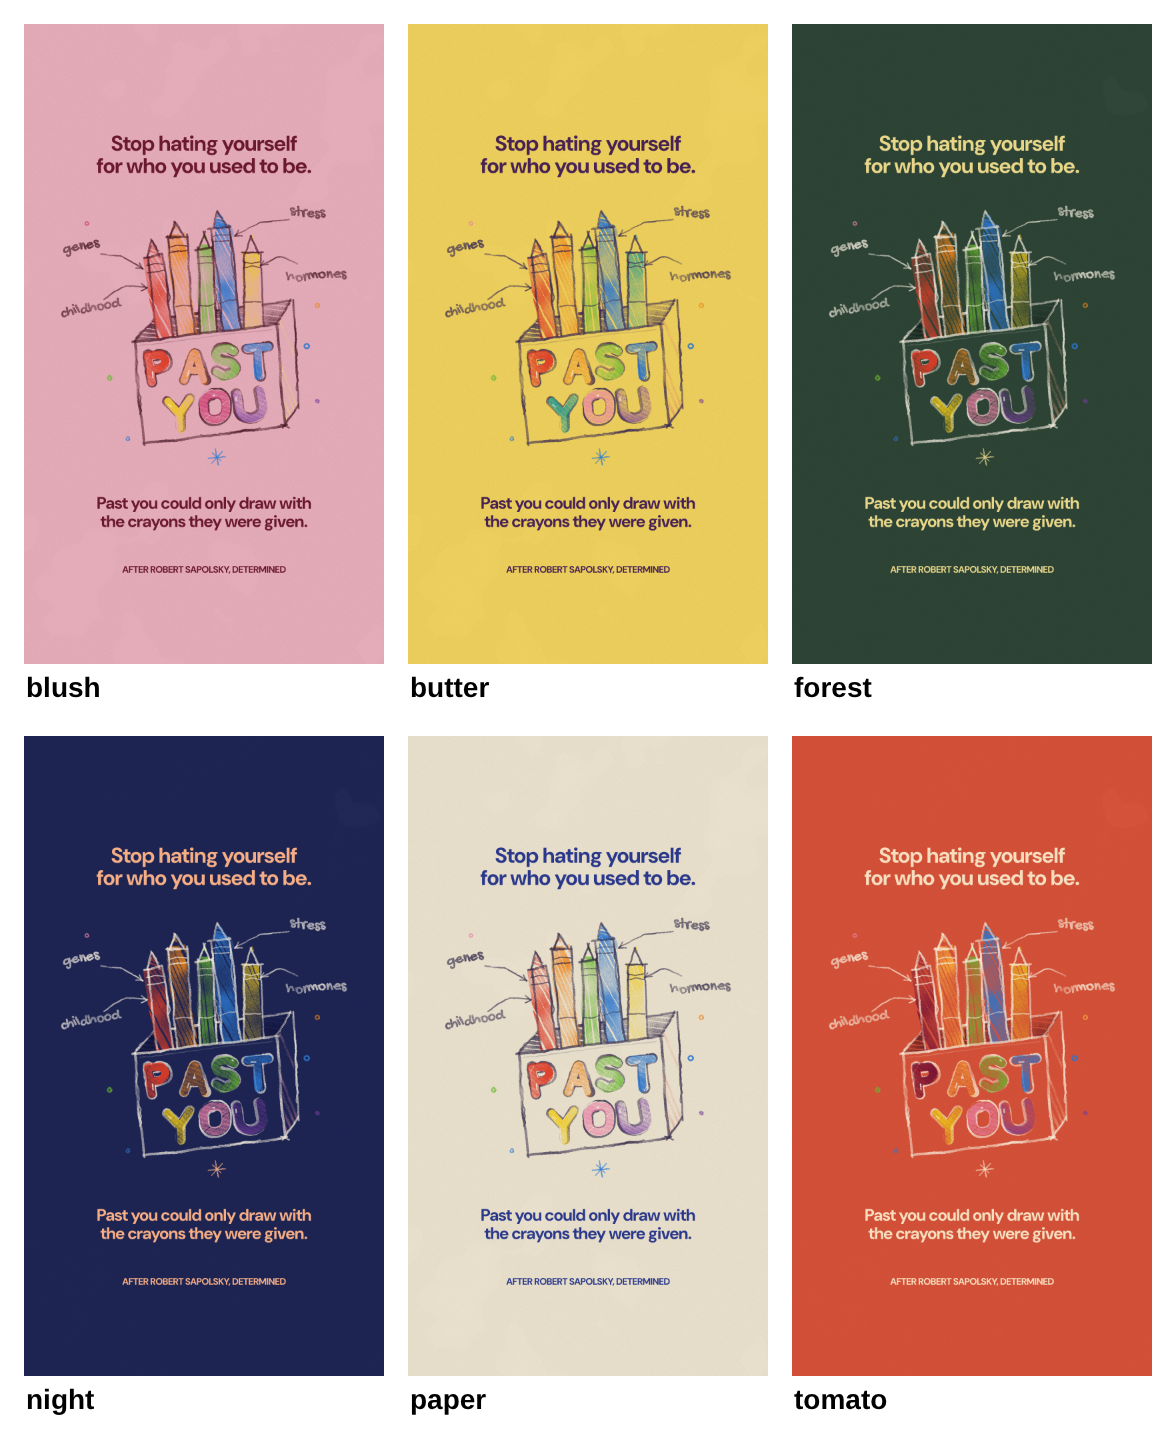 Stop hating yourself
for who you used to be.
stress
genes
hormones
childhood
PAST
YOU
Past you could only draw with
the crayons they were given.
AFTER ROBERT SAPOLSKY, DETERMINED
blush
Stop hating yourself
for who you used to be.
stress
genes
hormones
childhood
PAST
YOU
Past you could only draw with
the crayons they were given.
AFTER ROBERT SAPOLSKY, DETERMINED
butter
Stop hating yourself
for who you used to be.
stress
genes
hormones
childhood
PAST
YOU
Past you could only draw with
the crayons they were given.
AFTER ROBERT SAPOLSKY, DETERMINED
forest
Stop hating yourself
for who you used to be.
stress
genes
hormones
childhood
PAST
YOU
Past you could only draw with
the crayons they were given.
AFTER ROBERT SAPOLSKY, DETERMINED
night
Stop hating yourself
for who you used to be.
stress
genes
hormones
childhood
PAST
YOU
Past you could only draw with
the crayons they were given.
AFTER ROBERT SAPOLSKY, DETERMINED
paper
Stop hating yourself
for who you used to be.
stress
genes
hormones
childhood
PAST
YOU
Past you could only draw with
the crayons they were given.
AFTER ROBERT SAPOLSKY, DETERMINED
tomato